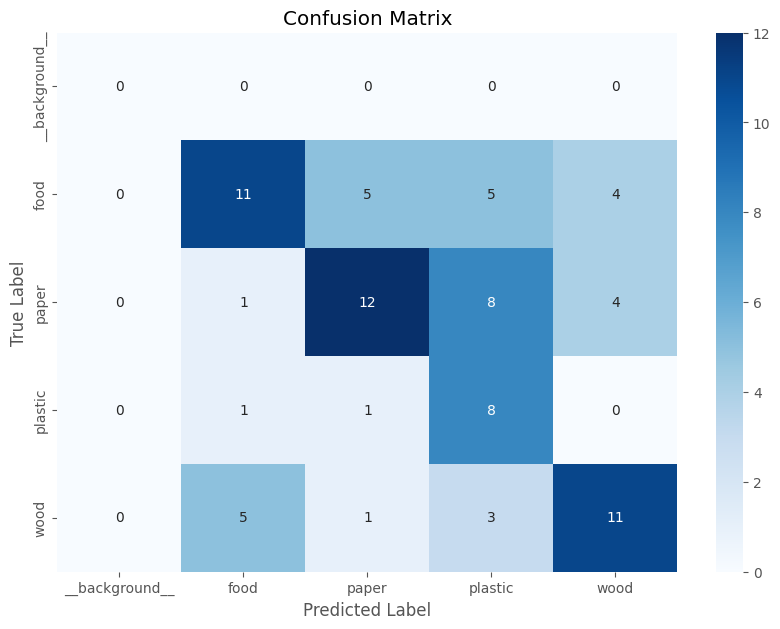 Confusion Matrix
True Label
__background__
0 0 0 0 0
food
0 11 5 5 4
paper
0 1 12 8 4
plastic
0 1 1 8 0
wood
0 5 1 3 11
__background__ food paper plastic wood
Predicted Label
12
10
8
6
4
2
0